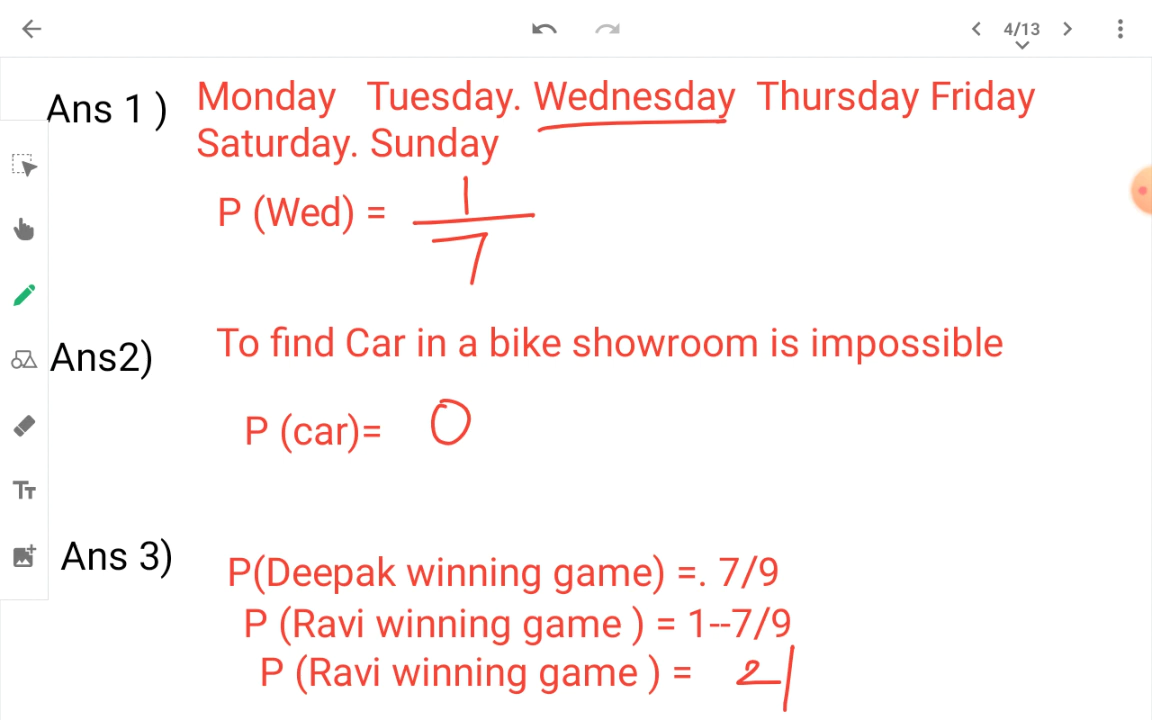 4/13
Ans 1 ) Monday Tuesday. Wednesday Thursday Friday
Saturday. Sunday
P (Wed) = 1/7
Ans2) To find Car in a bike showroom is impossible
P (car)= 0
Ans 3)
P(Deepak winning game) =. 7/9
P (Ravi winning game ) = 1--7/9
P (Ravi winning game ) = 2/
Tт